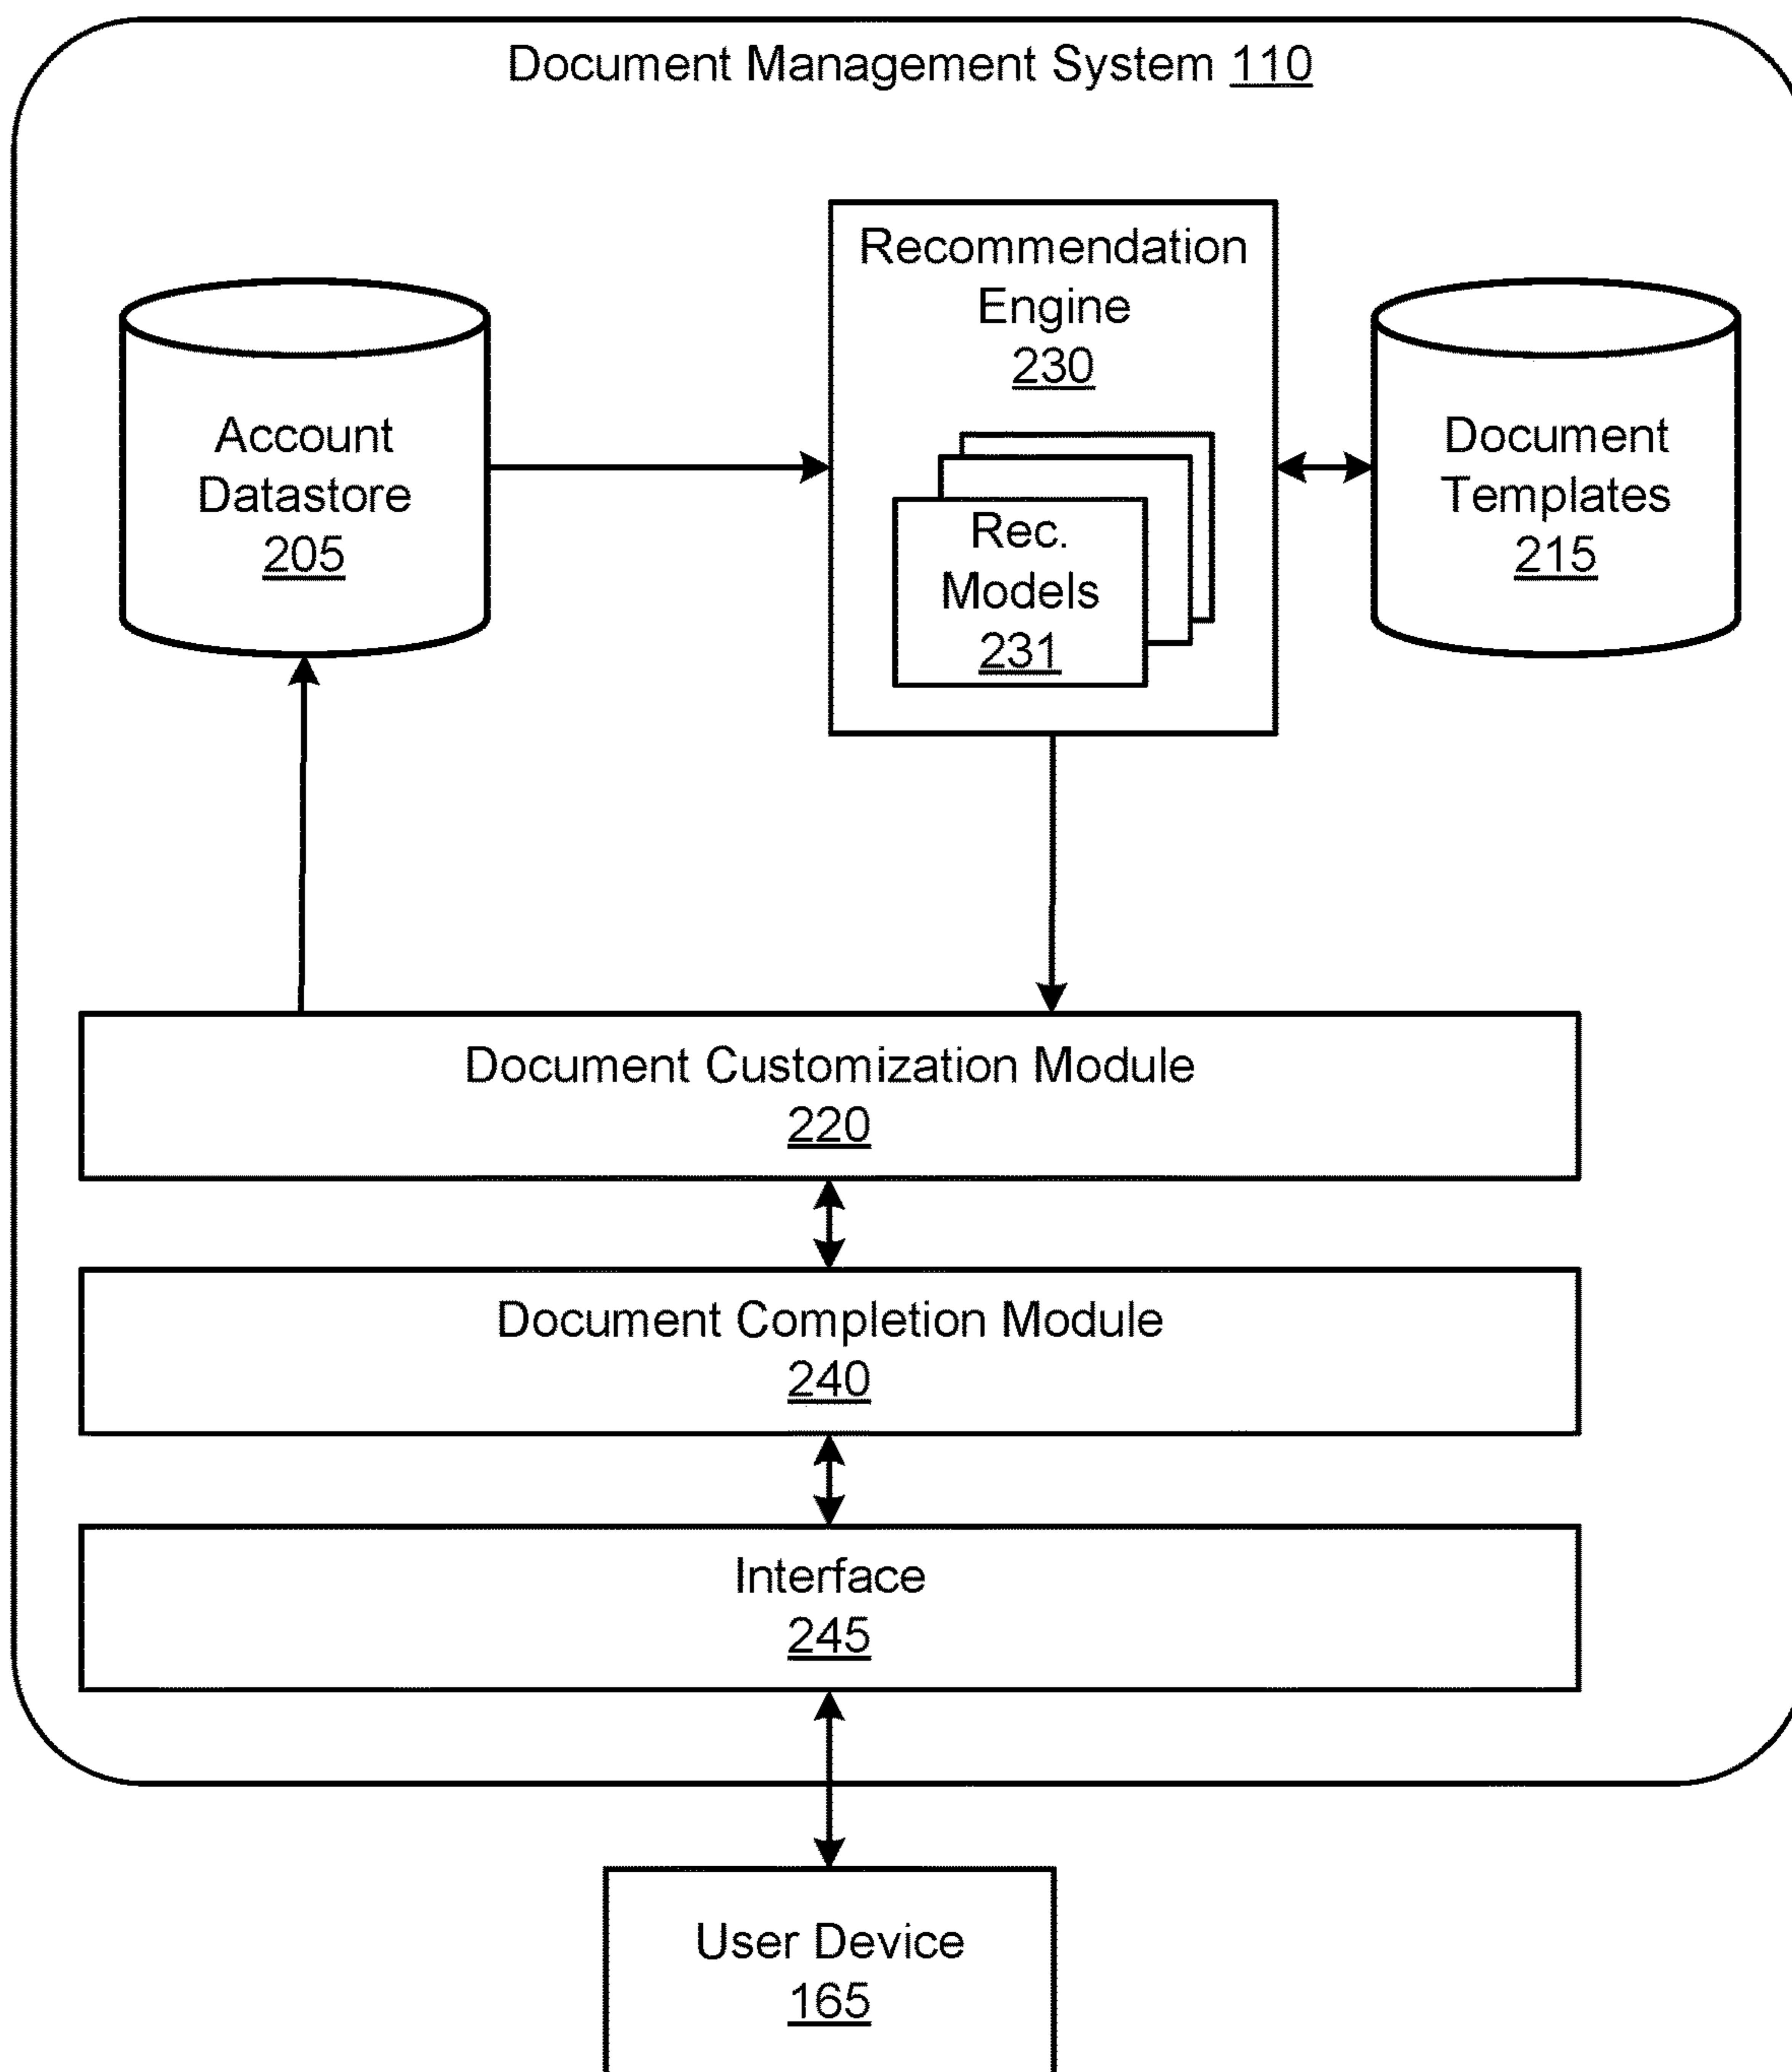 Document Management System 110
Recommendation
Engine
230
Account
Datastore
205
Rec.
Models
231
Document
Templates
215
Document Customization Module
220
Document Completion Module
240
Interface
245
User Device
165